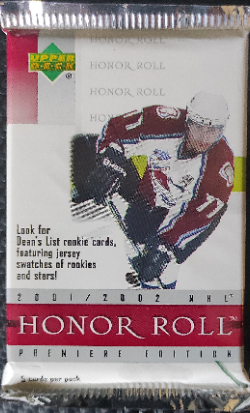 UPPER
DECK
HONOR ROLL
HONOR ROLL
HONOR ROLL
HONOR ROLL
77
Look for
Dean's List rookie cards,
featuring jersey
swatches of rookies
and stars!
2001/2002 NHL
HONOR ROLL
PREMIERE EDITION
5 cards per pack